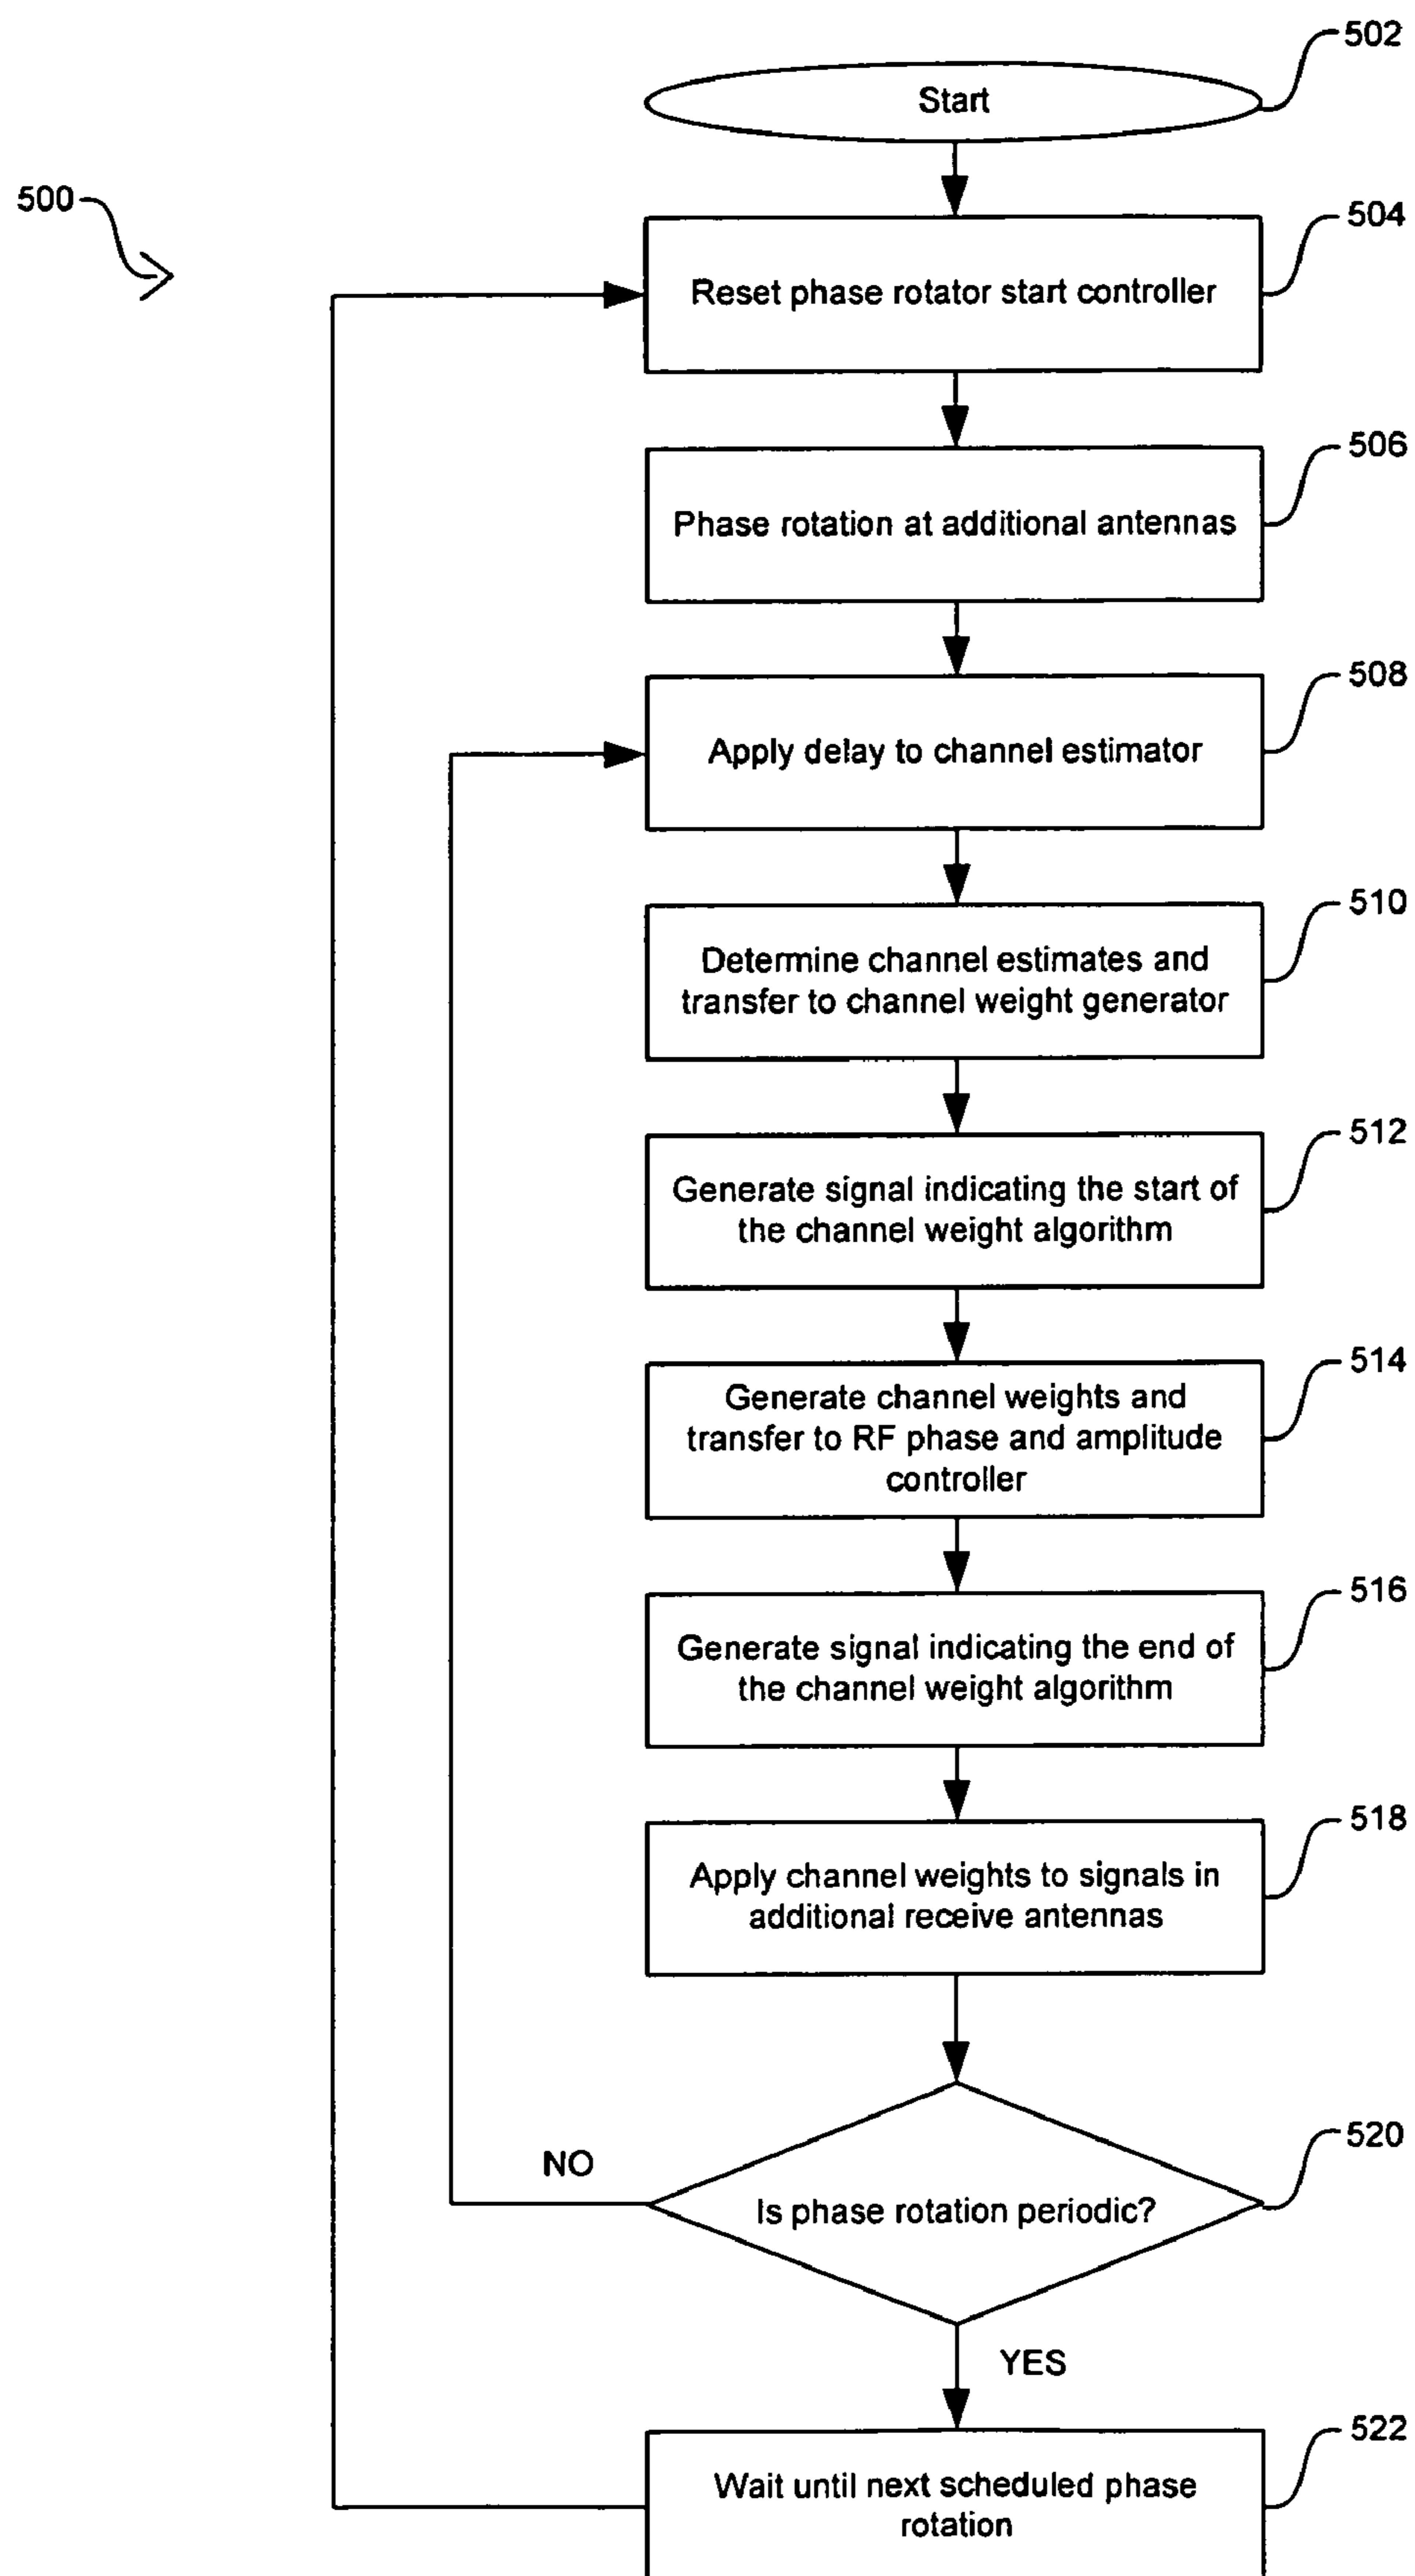 502
Start
500
504
Reset phase rotator start controller
506
Phase rotation at additional antennas
508
Apply delay to channel estimator
510
Determine channel estimates and
transfer to channel weight generator
512
Generate signal indicating the start of
the channel weight algorithm
514
Generate channel weights and
transfer to RF phase and amplitude
controller
516
Generate signal indicating the end of
the channel weight algorithm
518
Apply channel weights to signals in
additional receive antennas
520
NO
Is phase rotation periodic?
YES
522
Wait until next scheduled phase
rotation